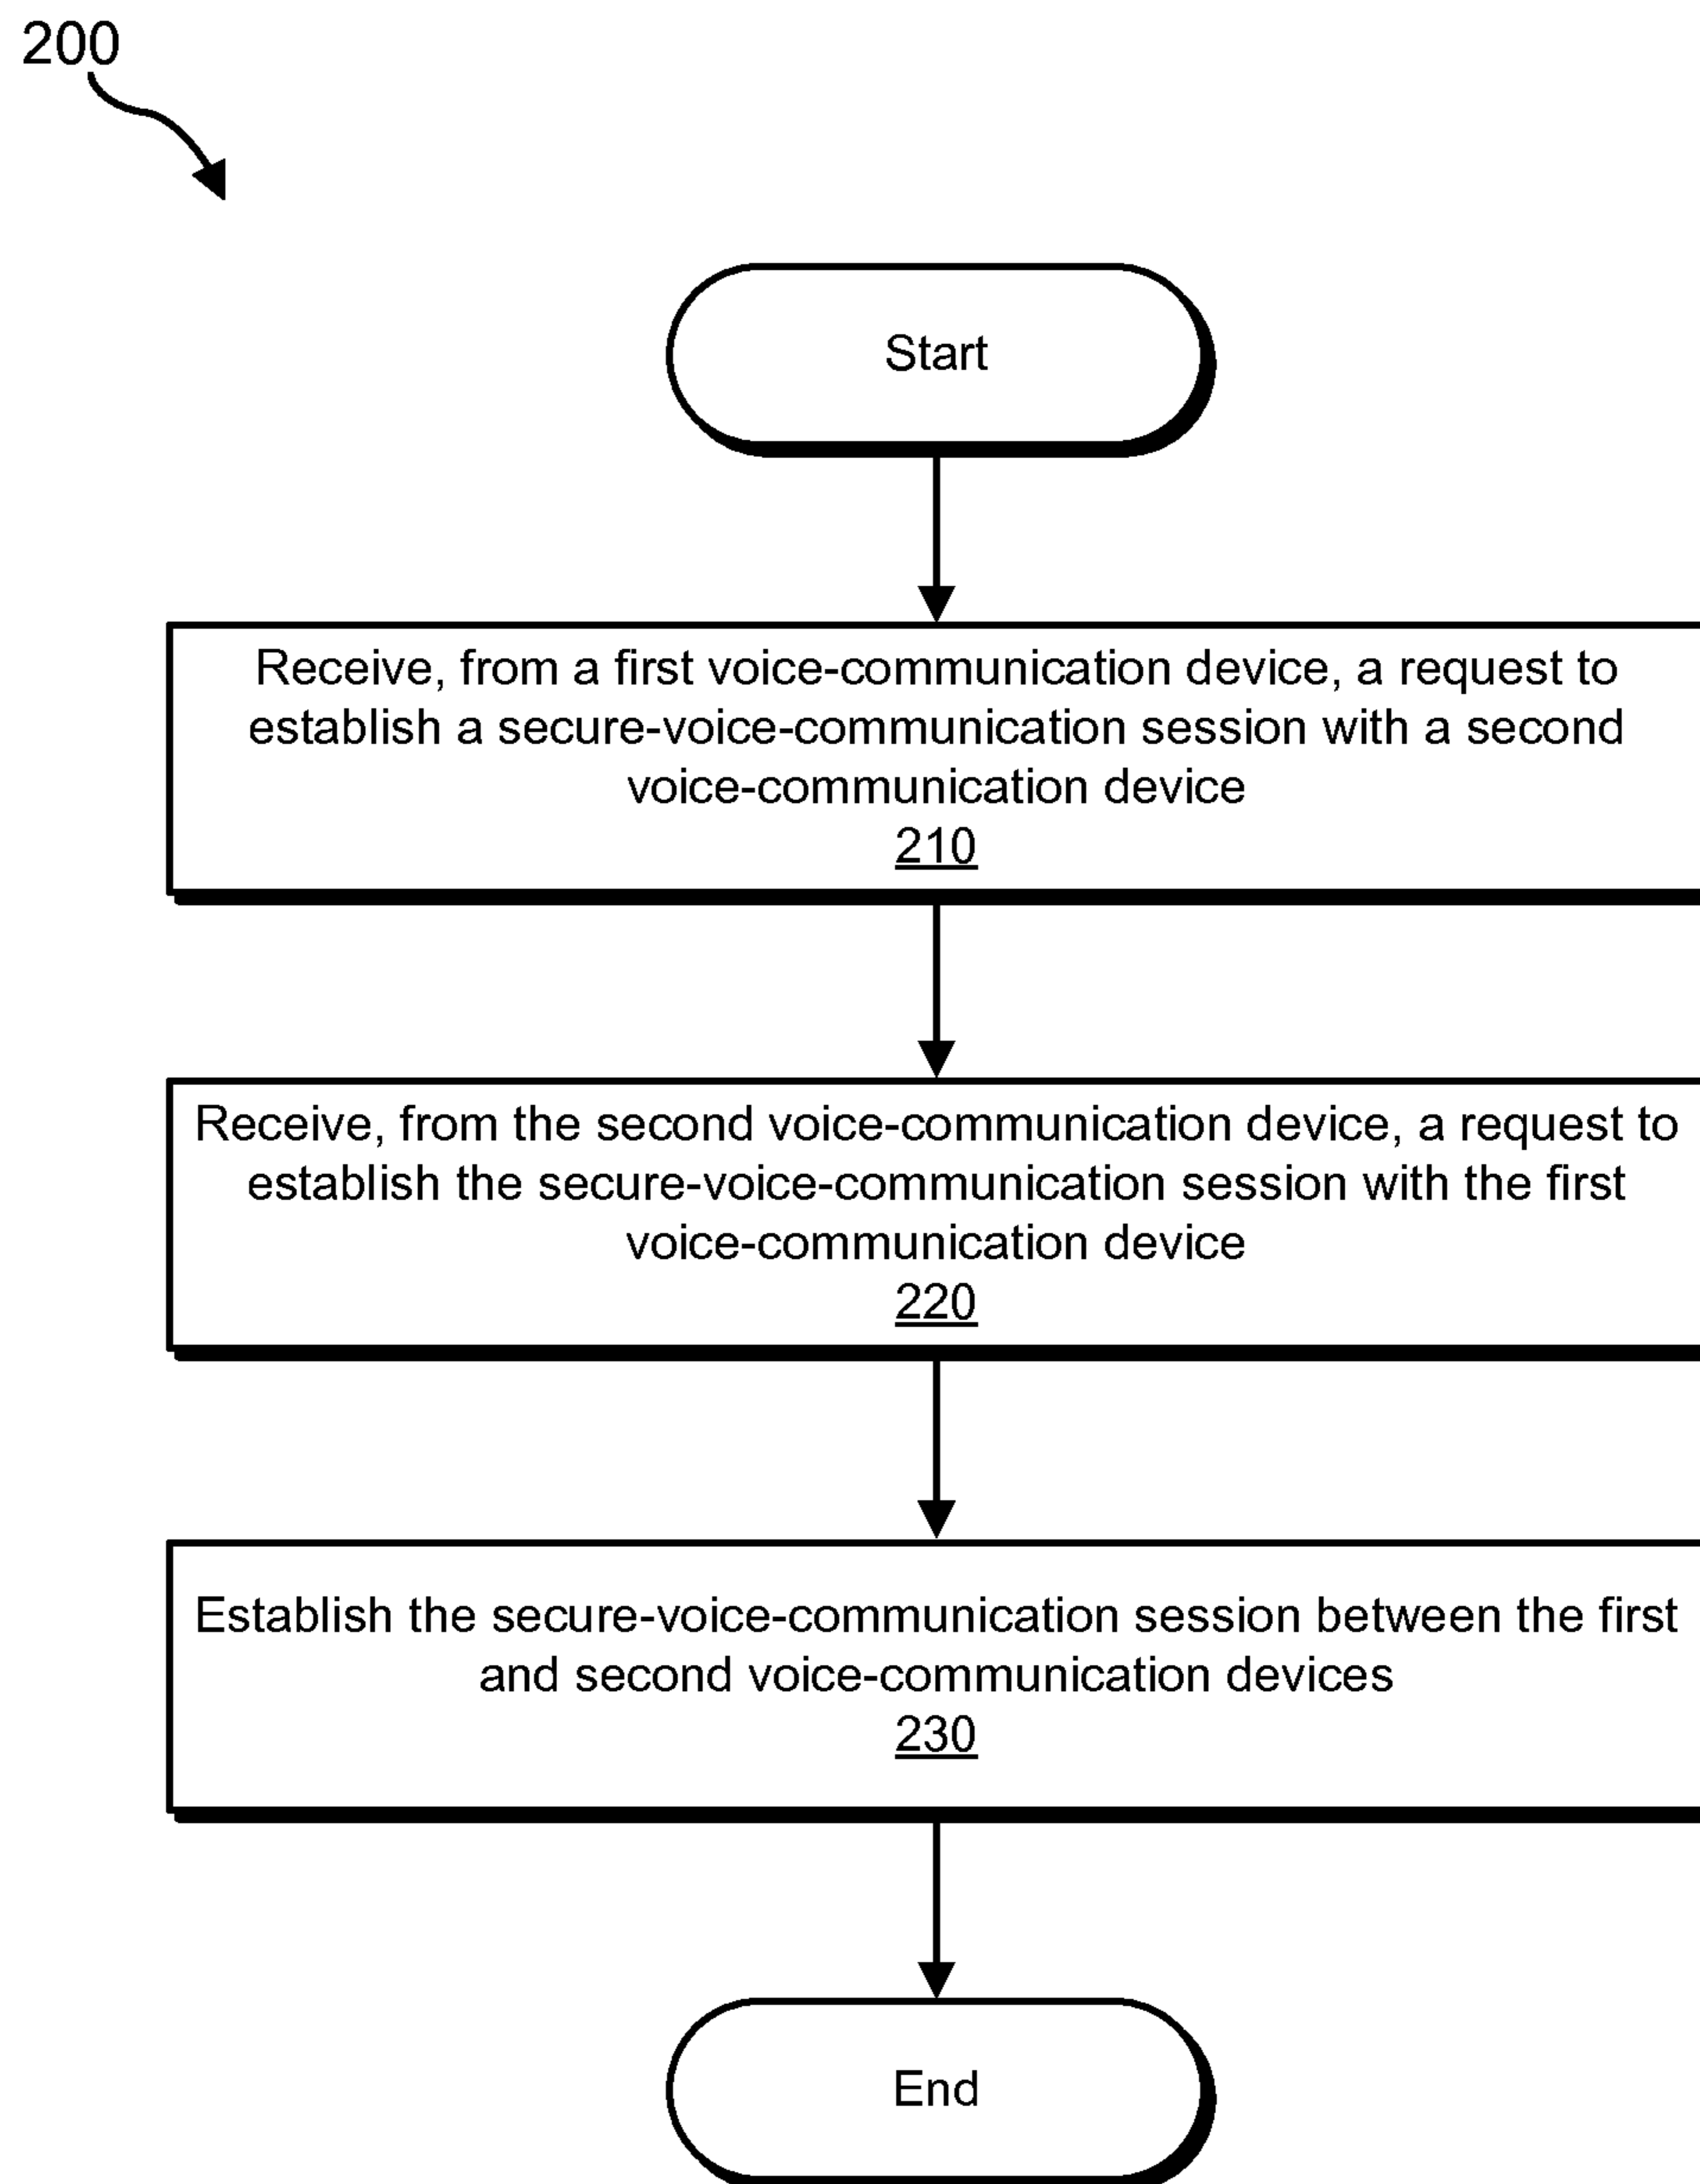 200
Start
Receive, from a first voice-communication device, a request to
establish a secure-voice-communication session with a second
voice-communication device
210
Receive, from the second voice-communication device, a request to
establish the secure-voice-communication session with the first
voice-communication device
220
Establish the secure-voice-communication session between the first
and second voice-communication devices
230
End